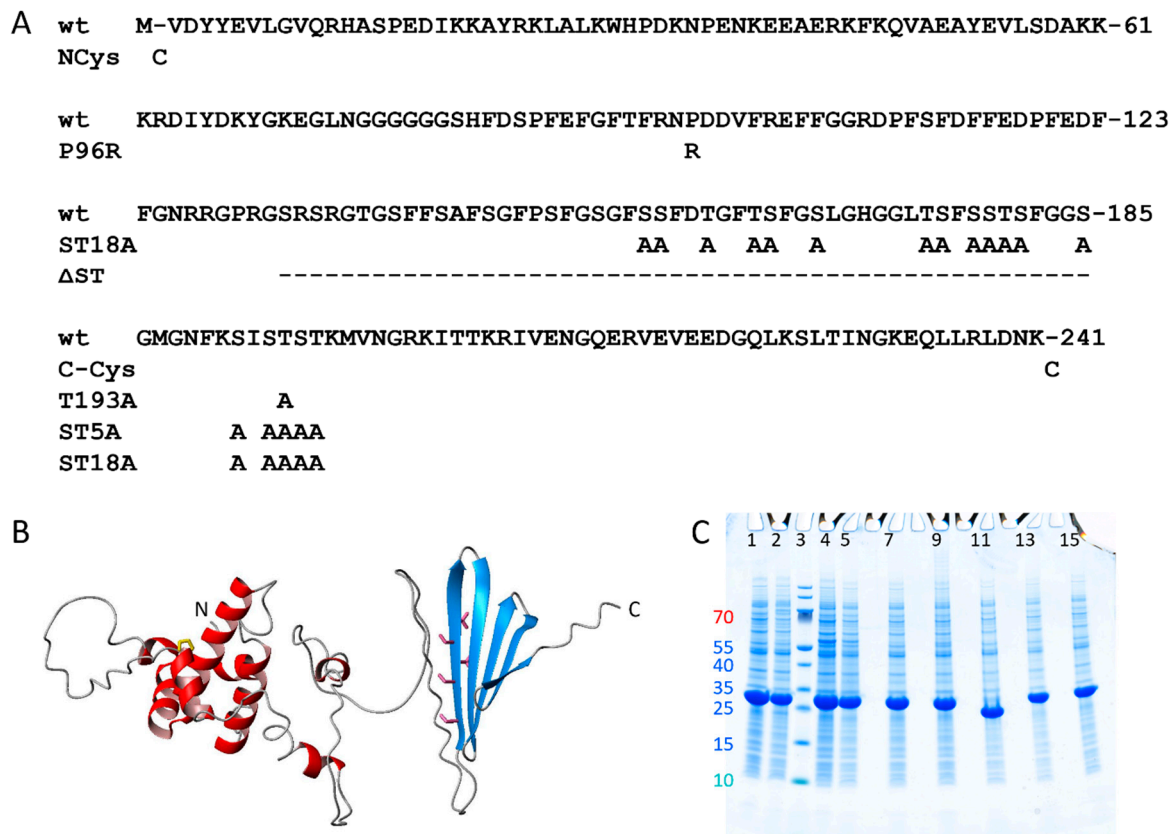 A
wt M-VDYYEVLGVQRHASPEDIKKAYRKLALKWHPDKNPENKEEAERKFKQVAEAYEVLSDAKK-61
NCys C
wt KRDIYDKYGKEGLNGGGGGGSHFDSPFEFGFTFRNPDDVFREFFGGRDPFSFDFFEDPFEDF-123
P96R R
wt FGNRRGPRGSRSRGTGSFFSAFSGFPSFGSGFSSFDTGFTSFGSLGHGGLTSFSSTSFGGS-185
ST18A AA A AA A AA AAAA A
ΔST --------------------------------------------------
wt GMGNFKSISTSTKMVNGRKITTKRIVENGQERVEVEEDGQLKSLTINGKEQLLRLDNK-241
C-Cys C
T193A A
ST5A A AAAA
ST18A A AAAA
B
N
C
C
1 2 3 4 5 7 9 11 13 15
70
55
40
35
25
15
10